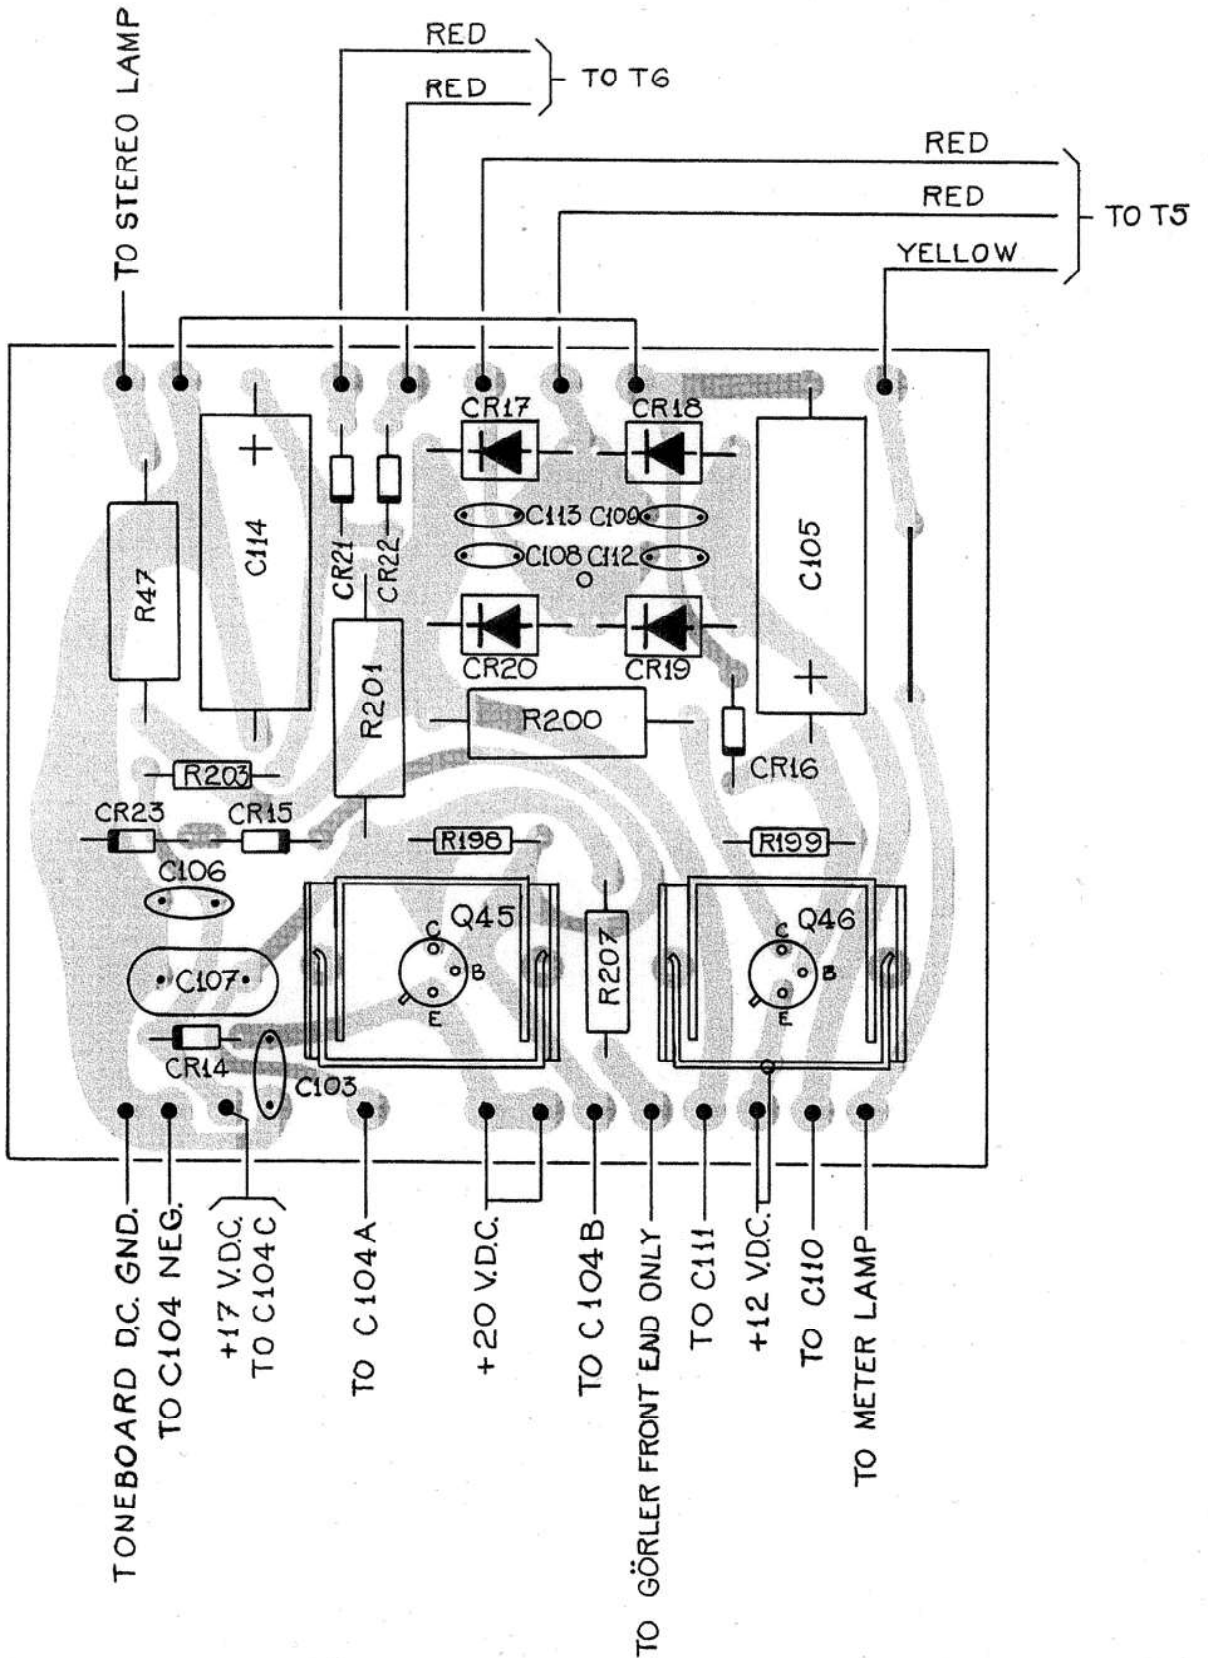 TO STEREO LAMP
RED
RED
TO T6
RED
RED
YELLOW
TO T5
CR17
CR18
C114
R47
CR21
CR22
C113
C109
C108
C112
C105
CR20
CR19
R201
R200
CR16
R203
CR23
CR15
R198
R199
C106
Q45
C
B
E
Q46
C
B
E
C107
R207
CR14
C103
TONEBOARD D.C. GND.
TO C104 NEG.
+17 V.D.C.
TO C104C
TO C104A
+20 V.D.C.
TO C104B
TO GÖRLER FRONT END ONLY
TO C111
+12 V.D.C.
TO C110
TO METER LAMP